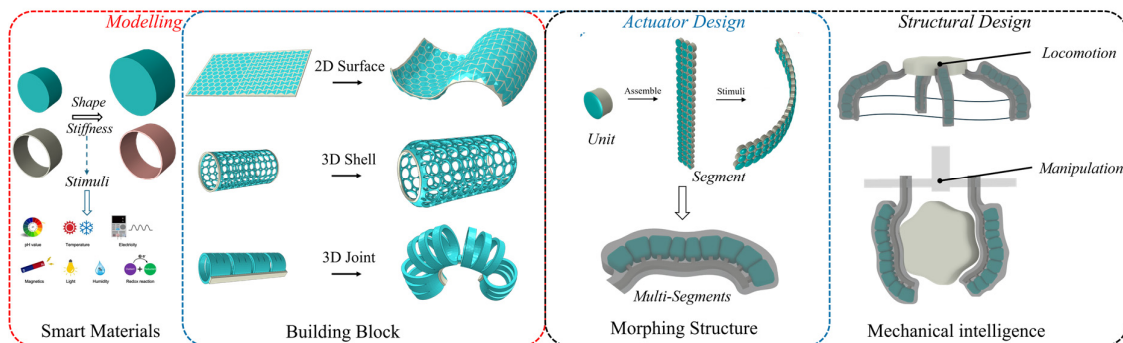 Modelling
Actuator Design
Structural Design
Shape
Stiffness
Stimuli
pH value
Temperature
Electricity
Magnetics
Light
Humidity
Redox reaction
Smart Materials
2D Surface
3D Shell
3D Joint
Building Block
Unit
Assemble
Stimuli
Segment
Multi-Segments
Morphing Structure
Locomotion
Manipulation
Mechanical intelligence